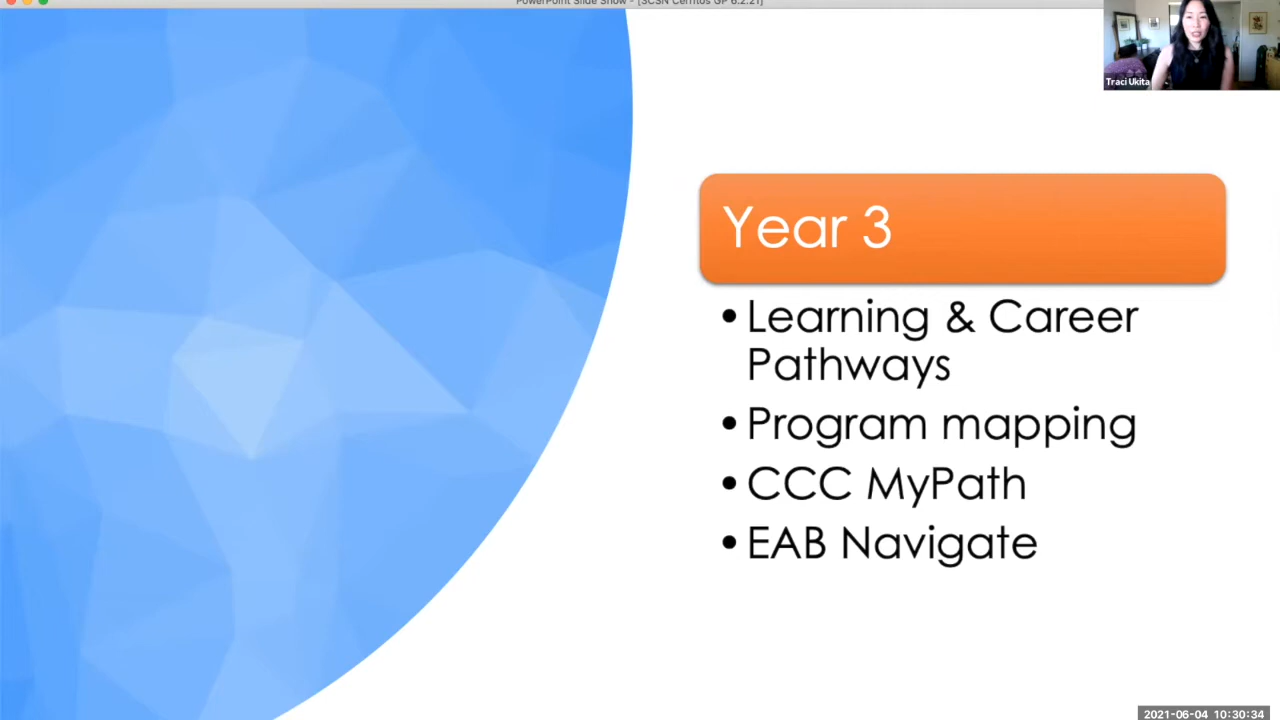 PowerPoint Slide Show - [SCSN Cerritos GP 6.2.21]
Traci Ukita
Year 3
• Learning & Career
Pathways
• Program mapping
• CCC MyPath
• EAB Navigate
2021-06-04 10:30:34